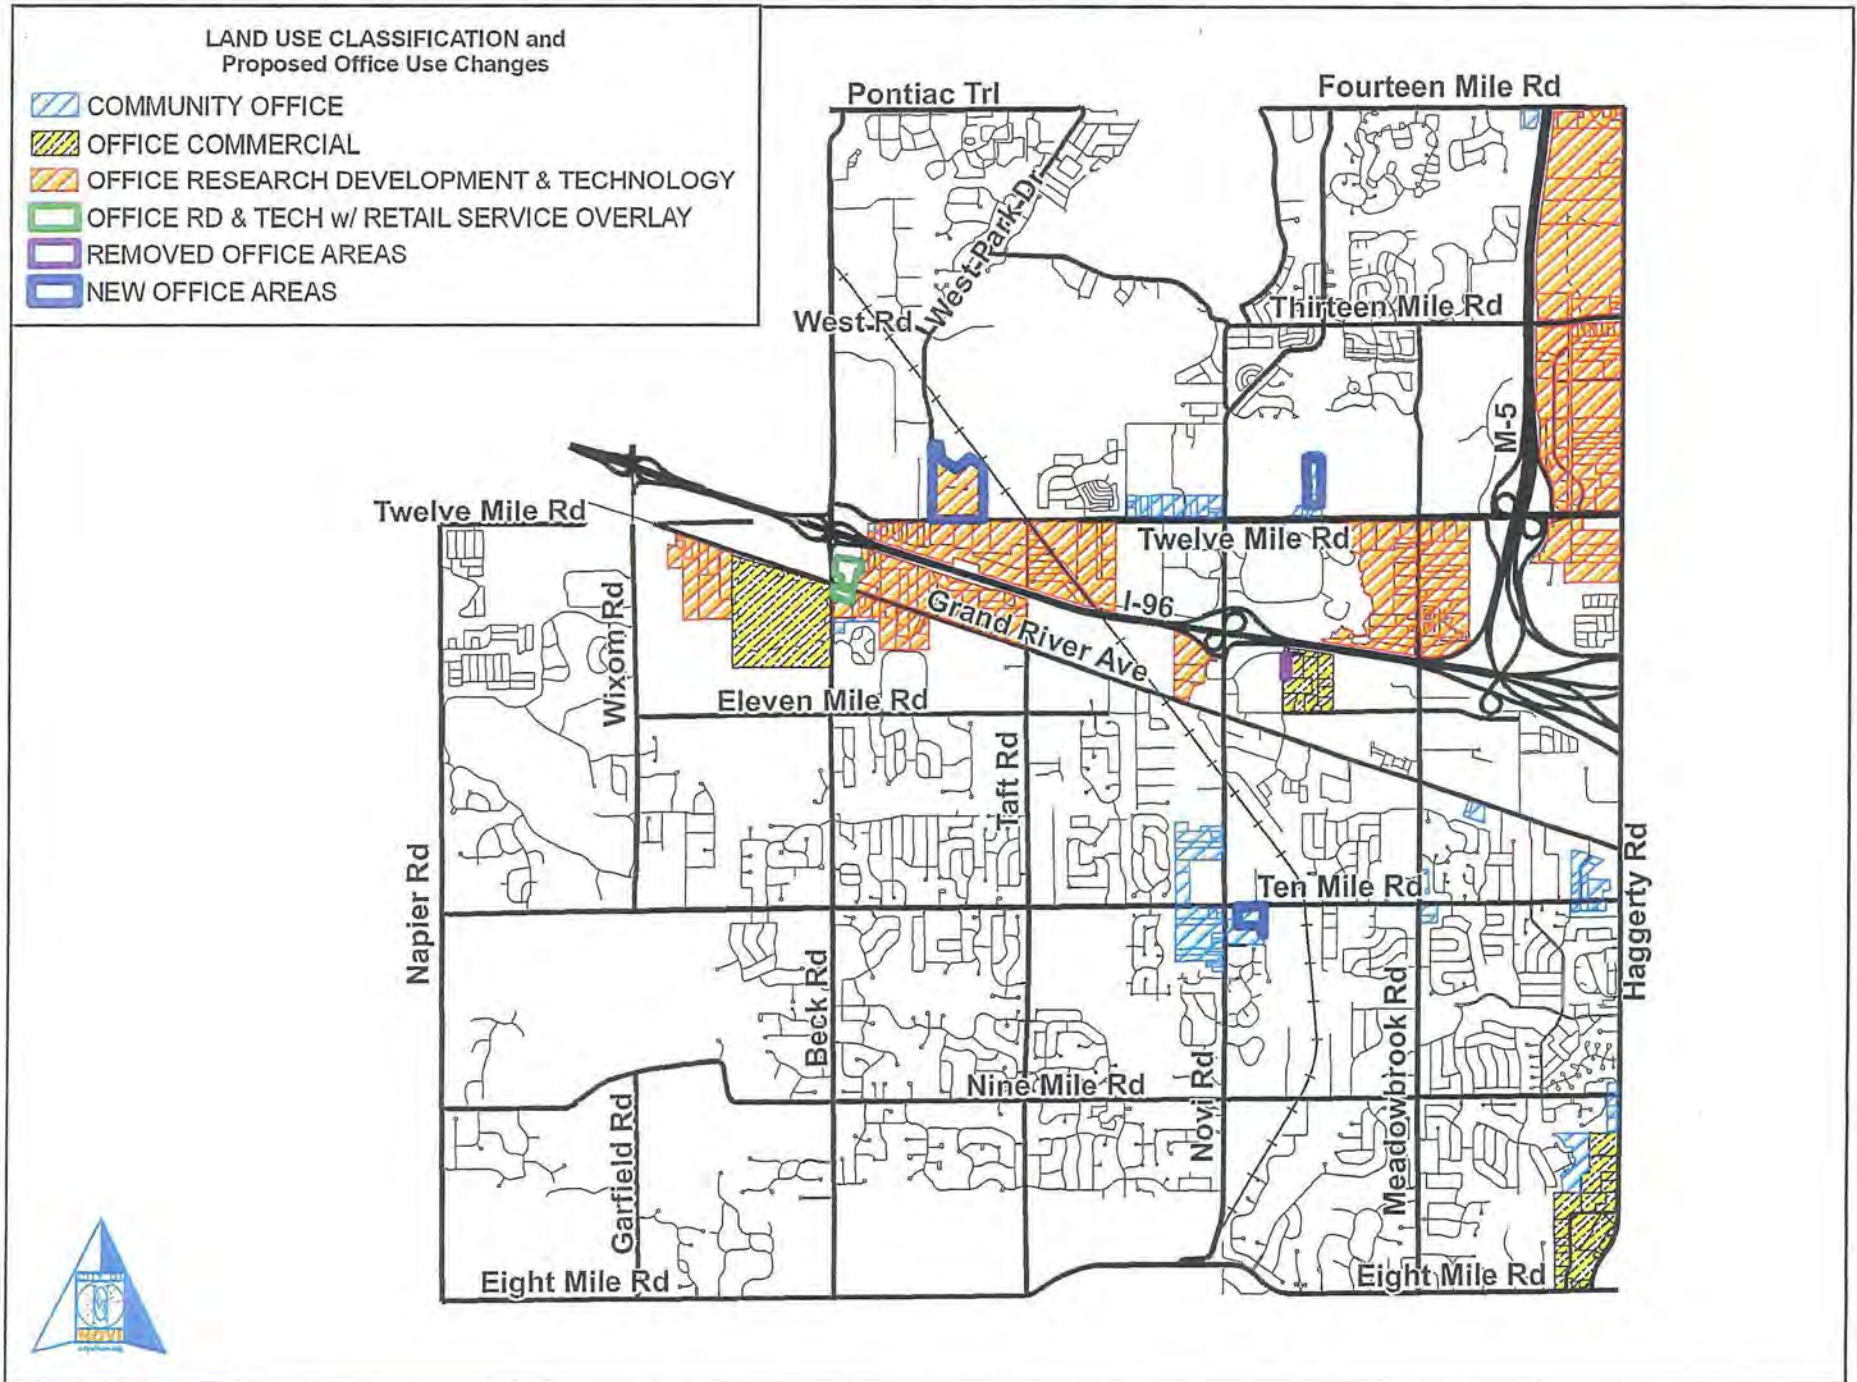 LAND USE CLASSIFICATION and
Proposed Office Use Changes
COMMUNITY OFFICE
OFFICE COMMERCIAL
OFFICE RESEARCH DEVELOPMENT & TECHNOLOGY
OFFICE RD & TECH w/ RETAIL SERVICE OVERLAY
REMOVED OFFICE AREAS
NEW OFFICE AREAS
Pontiac Trl
Fourteen Mile Rd
West-Park-Dr
West Rd
Thirteen Mile Rd
M-5
Twelve Mile Rd
Twelve Mile Rd
I-96
Grand River Ave
Wixom Rd
Eleven Mile Rd
Taft Rd
Napier Rd
Ten Mile Rd
Haggerty Rd
Beck Rd
Meadowbrook Rd
Novi Rd
Nine Mile Rd
Garfield Rd
Eight Mile Rd
Eight Mile Rd
CITY OF
NOVI